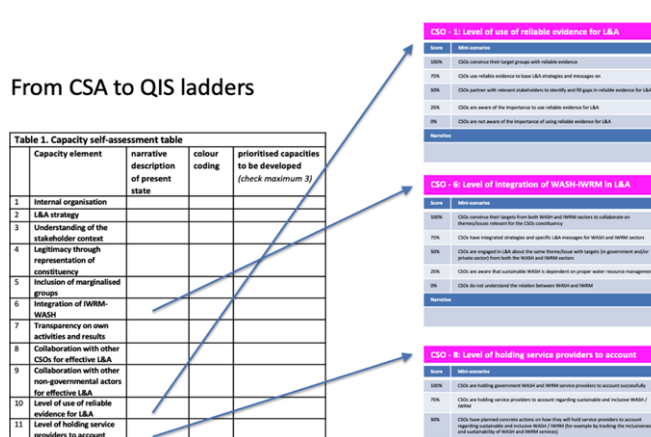 From CSA to QIS ladders
Table 1. Capacity self-assessment table
Capacity element
narrative
description
of present
state
colour
coding
prioritised capacities
to be developed
(check maximum 3)
1 Internal organisation
2 L&A strategy
3 Understanding of the
stakeholder context
4 Legitimacy through
representation of
constituency
5 Inclusion of marginalised
groups
6 Integration of IWRM-
WASH
7 Transparency on own
activities and results
8 Collaboration with other
CSOs for effective L&A
9 Collaboration with other
non-governmental actors
for effective L&A
10 Level of use of reliable
evidence for L&A
11 Level of holding service
providers to account
CSO - 1: Level of use of reliable evidence for L&A
Score Mini-scenarios
100% CSOs convince their target groups with reliable evidence
75% CSOs use reliable evidence to base L&A strategies and messages on
50% CSOs partner with relevant stakeholders to identify and fill gaps in reliable evidence for L&A
25% CSOs are aware of the importance to use reliable evidence for L&A
0% CSOs are not aware of the importance of using reliable evidence for L&A
Narrative
CSO - 6: Level of integration of WASH-IWRM in L&A
Score Mini-scenarios
100% CSOs convince their targets from both WASH and IWRM sectors to collaborate on
themes/issues relevant for the CSOs constituency
75% CSOs have integrated strategies and specific L&A messages for WASH and IWRM sectors
50% CSOs are engaged in L&A about the same theme/issue with targets (in government and/or
private sector) from both the WASH and IWRM sectors
25% CSOs are aware that sustainable WASH is dependent on proper water resource management
0% CSOs do not understand the relation between WASH and IWRM
Narrative
CSO - 8: Level of holding service providers to account
Score Mini-scenarios
100% CSOs are holding government WASH and IWRM service providers to account successfully
75% CSOs are holding service providers to account regarding sustainable and inclusive WASH /
IWRM
50% CSOs have planned concrete actions on how they will hold service providers to account
regarding sustainable and inclusive WASH / IWRM (for example by tracking the inclusiveness
and sustainability of WASH and IWRM services)